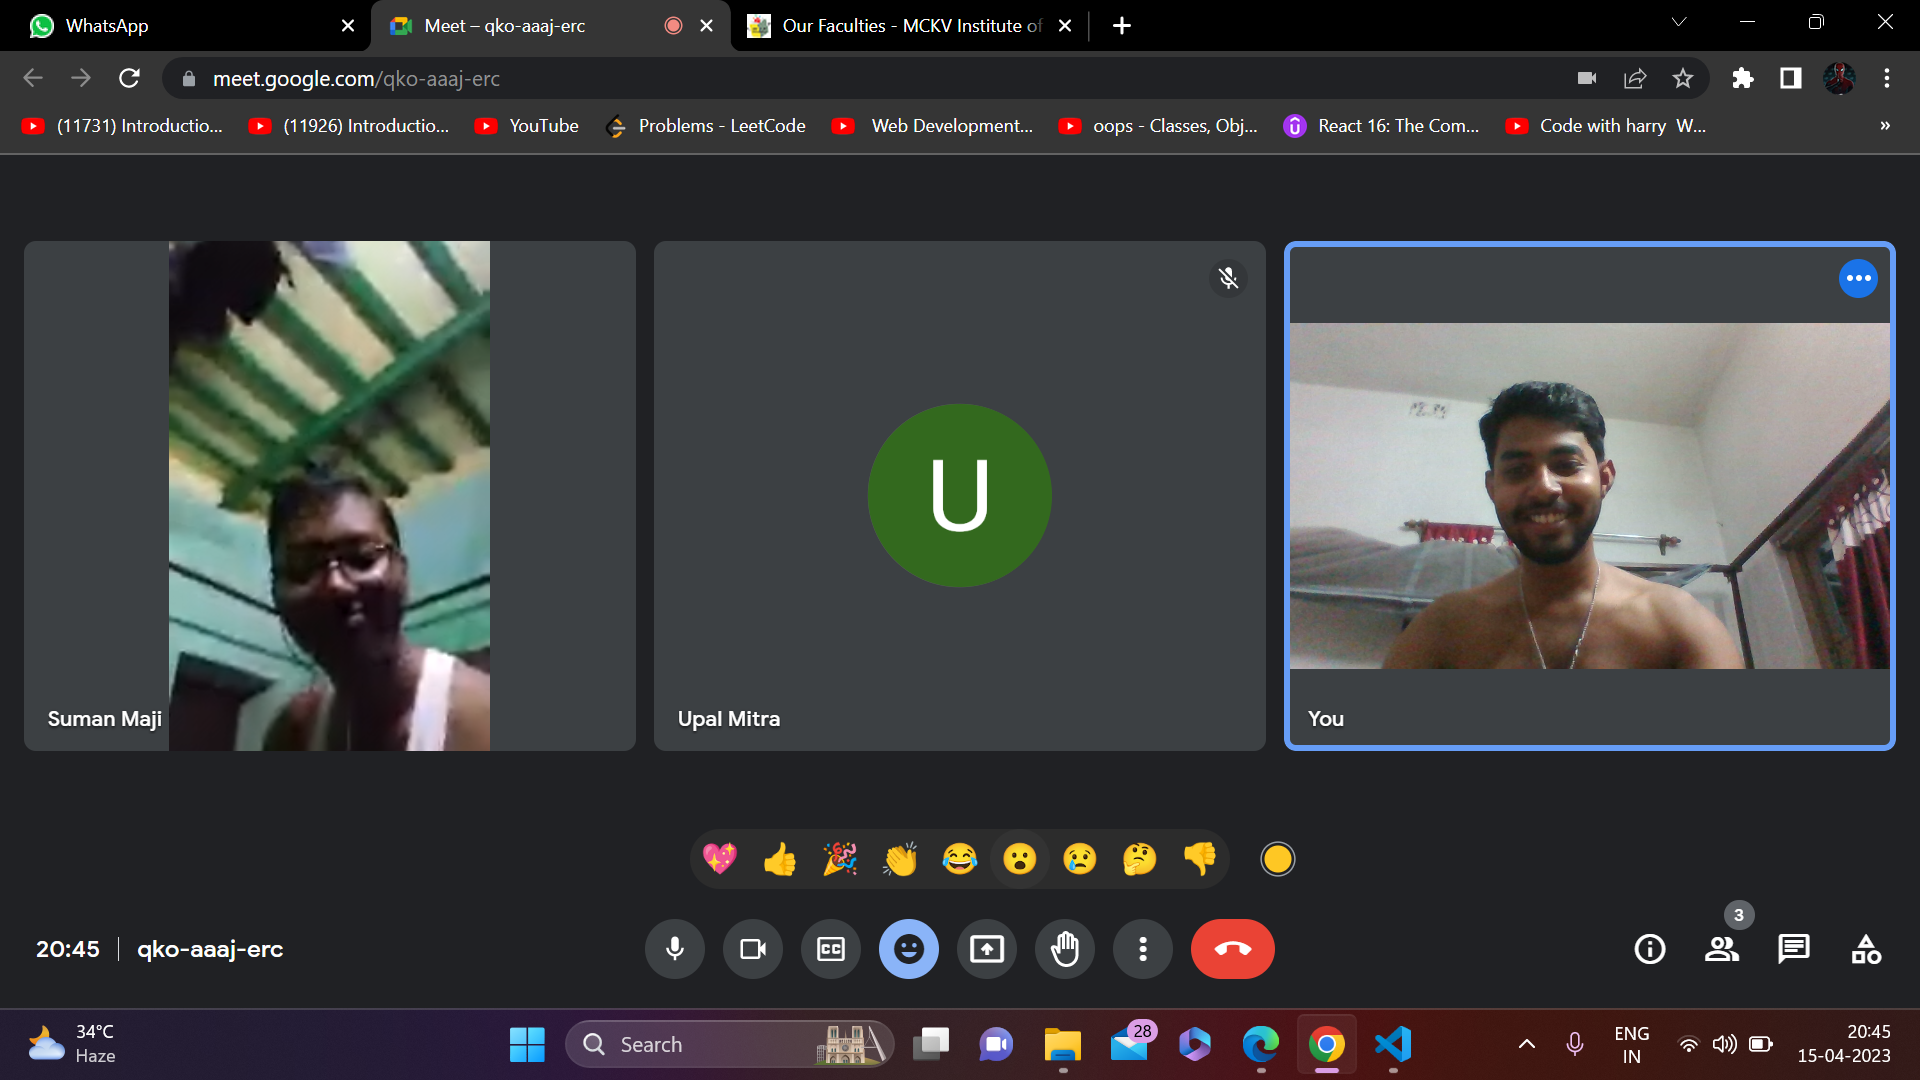 WhatsApp
Meet – qko-aaaj-erc
Our Faculties - MCKV Institute of
meet.google.com/qko-aaaj-erc
(11731) Introductio...
(11926) Introductio...
YouTube
Problems - LeetCode
Web Development...
oops - Classes, Obj...
React 16: The Com...
Code with harry W...
»
U
Suman Maji
Upal Mitra
You
3
20:45
qko-aaaj-erc
CC
34°C
Haze
Search
28
ENG
IN
20:45
15-04-2023